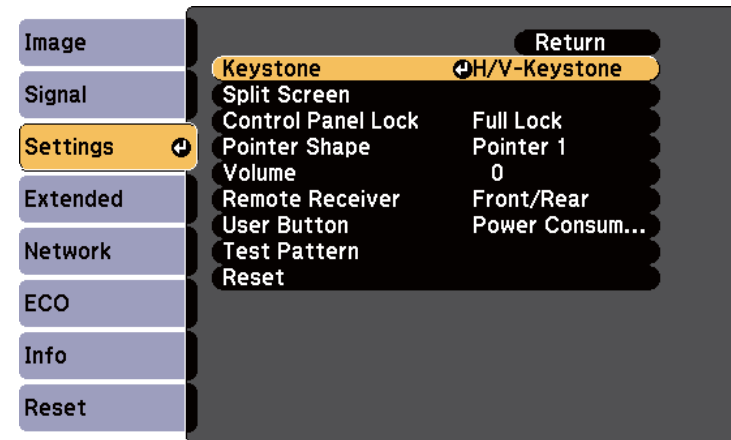 Image
Signal
Settings
Extended
Network
ECO
Info
Reset
Return
Keystone H/V-Keystone
Split Screen
Control Panel Lock Full Lock
Pointer Shape Pointer 1
Volume 0
Remote Receiver Front/Rear
User Button Power Consum...
Test Pattern
Reset